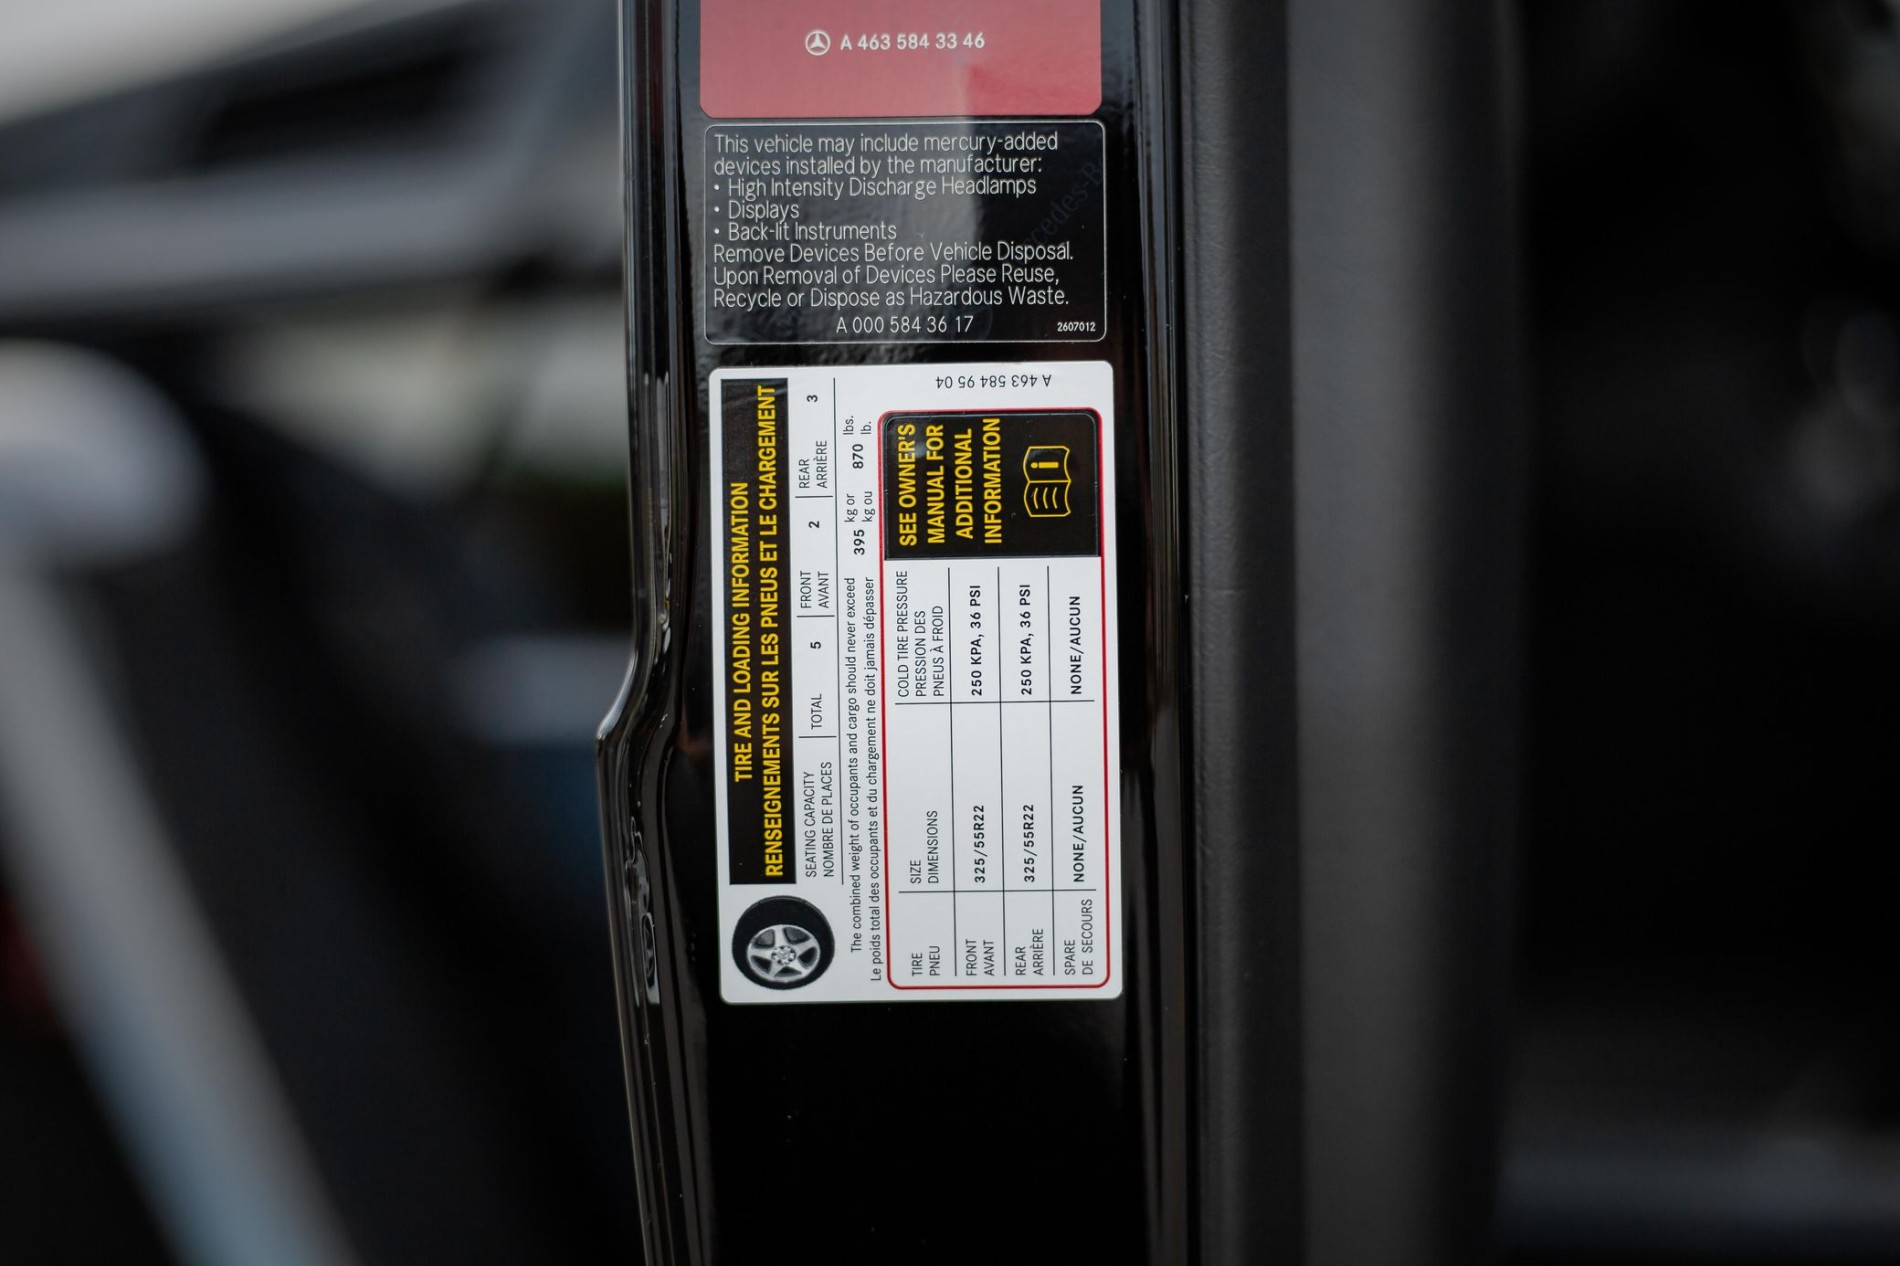 A 463 584 33 46
This vehicle may include mercury-added
devices installed by the manufacturer:
• High Intensity Discharge Headlamps
• Displays
• Back-lit Instruments
Remove Devices Before Vehicle Disposal.
Upon Removal of Devices Please Reuse,
Recycle or Dispose as Hazardous Waste.
A 000 584 36 17 2607012
A 463 584 95 04
TIRE AND LOADING INFORMATION
RENSEIGNEMENTS SUR LES PNEUS ET LE CHARGEMENT
SEATING CAPACITY TOTAL 5 FRONT 2 REAR 3
NOMBRE DE PLACES AVANT ARRIÈRE
The combined weight of occupants and cargo should never exceed 395 kg or 870 lbs.
Le poids total des occupants et du chargement ne doit jamais dépasser kg ou lb.
TIRE SIZE COLD TIRE PRESSURE
PNEU DIMENSIONS PRESSION DES
PNEUS À FROID
FRONT 325/55R22 250 KPA, 36 PSI
AVANT
REAR 325/55R22 250 KPA, 36 PSI
ARRIÈRE
SPARE NONE/AUCUN NONE/AUCUN
DE SECOURS
SEE OWNER'S
MANUAL FOR
ADDITIONAL
INFORMATION